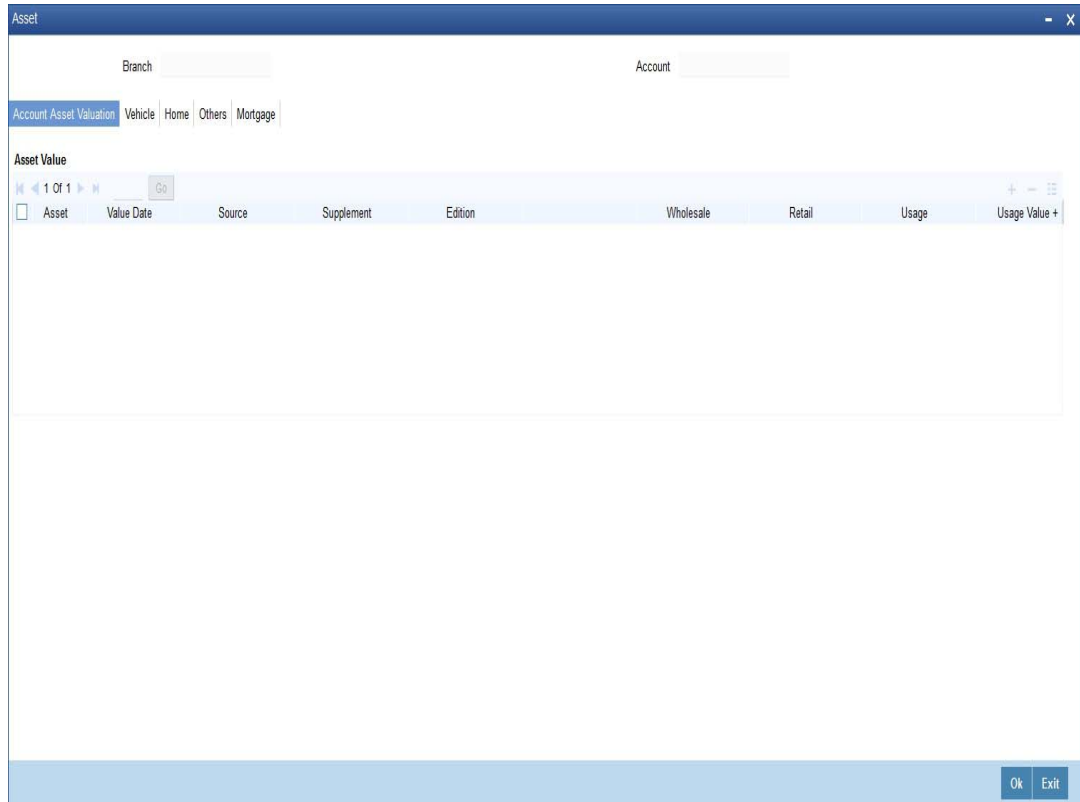 Asset
Branch Account
Account Asset Valuation Vehicle Home Others Mortgage
Asset Value
1 Of 1 Go
Asset Value Date Source Supplement Edition Wholesale Retail Usage Usage Value +
Ok Exit